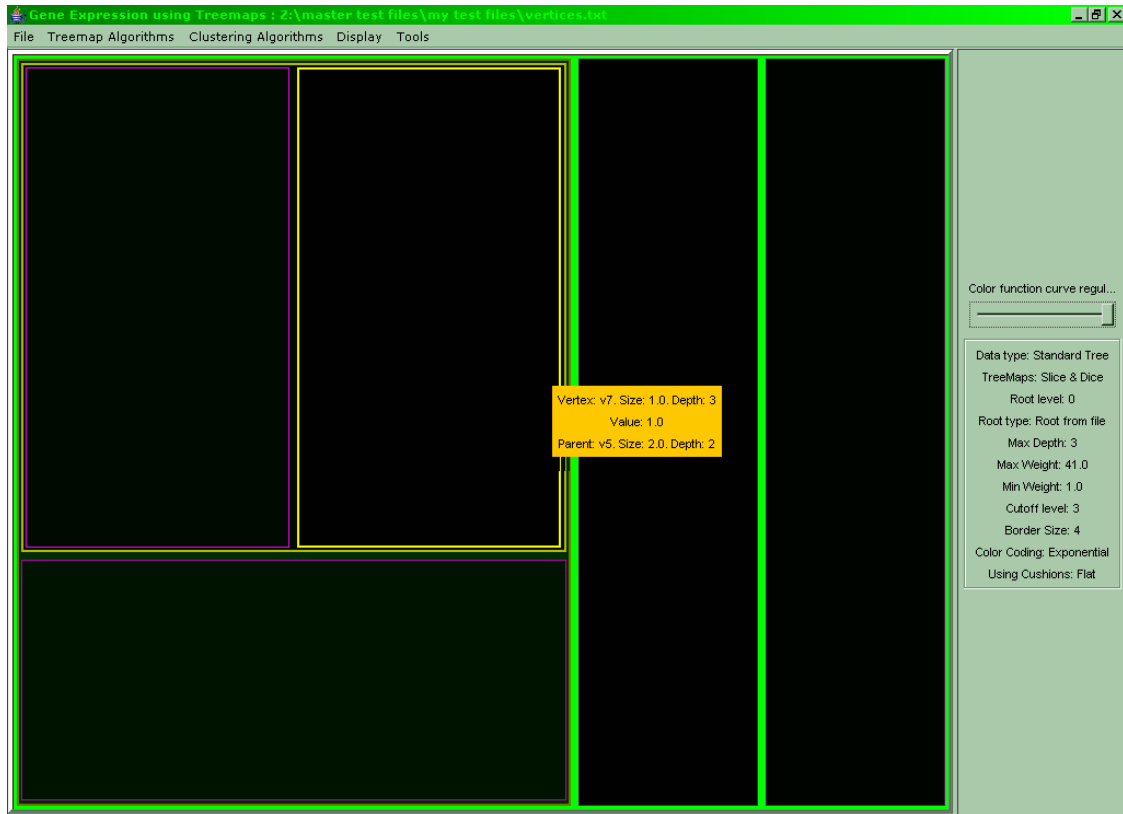 Gene Expression using Treemaps : Z:\master test files\my test files\vertices.txt
File Treemap Algorithms Clustering Algorithms Display Tools
Color function curve regul...
Vertex: v7. Size: 1.0. Depth: 3
Value: 1.0
Parent: v5. Size: 2.0. Depth: 2
Data type: Standard Tree
TreeMaps: Slice & Dice
Root level: 0
Root type: Root from file
Max Depth: 3
Max Weight: 41.0
Min Weight: 1.0
Cutoff level: 3
Border Size: 4
Color Coding: Exponential
Using Cushions: Flat